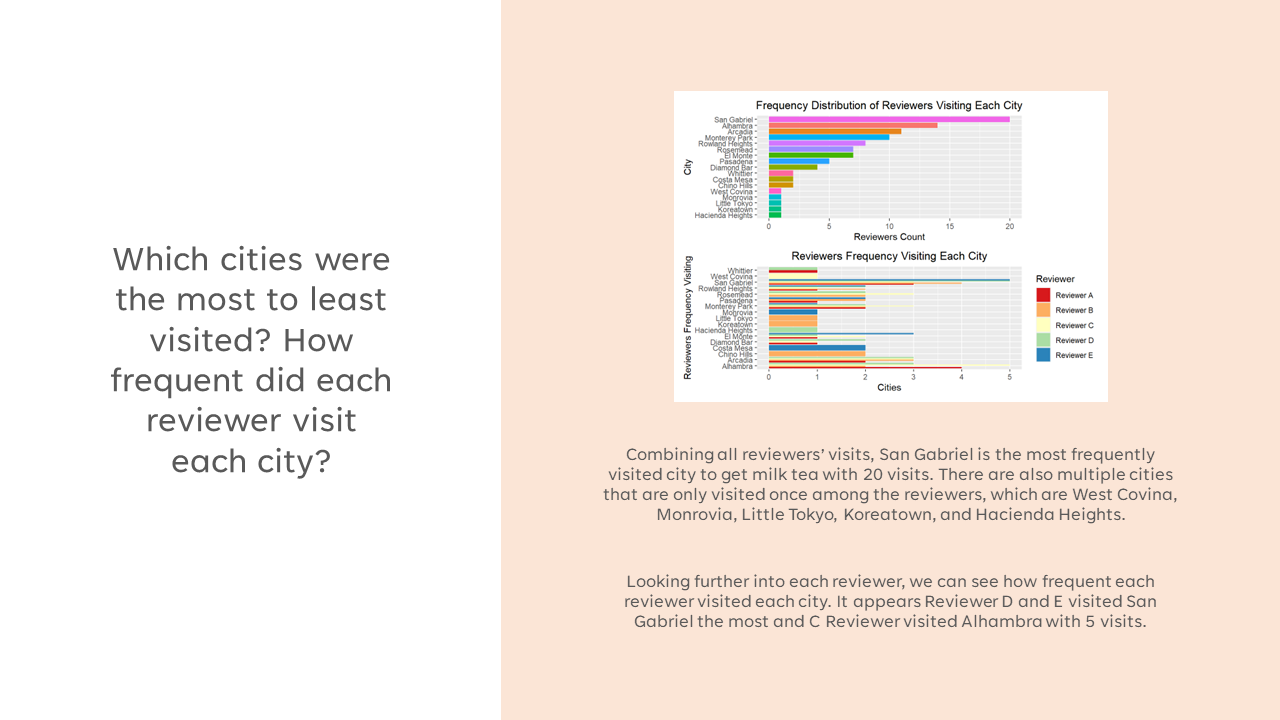 Which cities were
the most to least
visited? How
frequent did each
reviewer visit
each city?
Frequency Distribution of Reviewers Visiting Each City
City
San Gabriel
Alhambra
Arcadia
Monterey Park
Rowland Heights
Rosemead
El Monte
Pasadena
Diamond Bar
Whittier
Costa Mesa
Chino Hills
West Covina
Monrovia
Little Tokyo
Koreatown
Hacienda Heights
0 5 10 15 20
Reviewers Count
Reviewers Frequency Visiting Each City
Reviewers Frequency Visiting
Whittier
West Covina
San Gabriel
Rowland Heights
Rosemead
Pasadena
Monterey Park
Monrovia
Little Tokyo
Koreatown
Hacienda Heights
El Monte
Diamond Bar
Costa Mesa
Chino Hills
Arcadia
Alhambra
0 1 2 3 4 5
Cities
Reviewer
Reviewer A
Reviewer B
Reviewer C
Reviewer D
Reviewer E
Combining all reviewers’ visits, San Gabriel is the most frequently
visited city to get milk tea with 20 visits. There are also multiple cities
that are only visited once among the reviewers, which are West Covina,
Monrovia, Little Tokyo, Koreatown, and Hacienda Heights.
Looking further into each reviewer, we can see how frequent each
reviewer visited each city. It appears Reviewer D and E visited San
Gabriel the most and C Reviewer visited Alhambra with 5 visits.